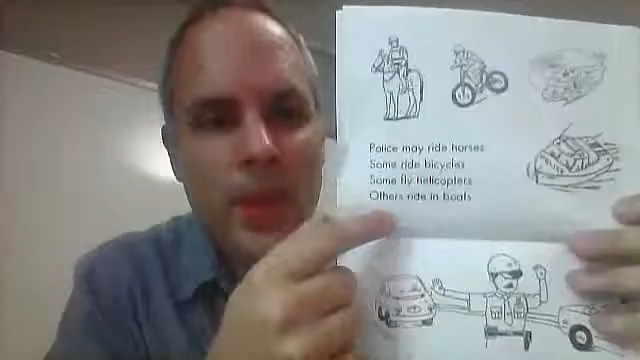 Police may ride horses
Some ride bicycles
Some fly helicopters
Others ride in boats